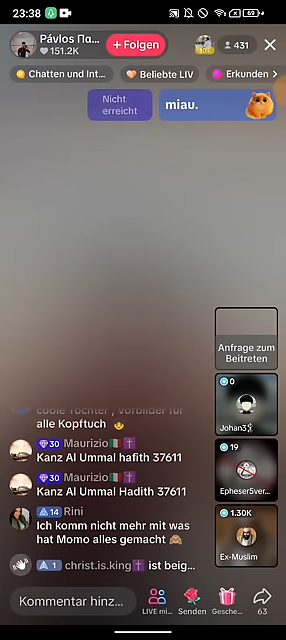 23:38
69
Pávlos Πα...
151.2K
+ Folgen
10+
431
Chatten und Int...
Beliebte LIV
Erkunden >
Nicht
erreicht
miau.
Anfrage zum
Beitreten
0
Johan3
19
EpheserSver...
1.30K
Ex-Muslim
coole Töchter , Vorbilder für
alle Kopftuch
30 Maurizio
Kanz Al Ummal hafith 37611
30 Maurizio
Kanz Al Ummal Hadith 37611
14 Rini
Ich komm nicht mehr mit was
hat Momo alles gemacht
1 christ.is.king ist beig...
Kommentar hinz...
LIVE mi...
Senden
Gesche...
63